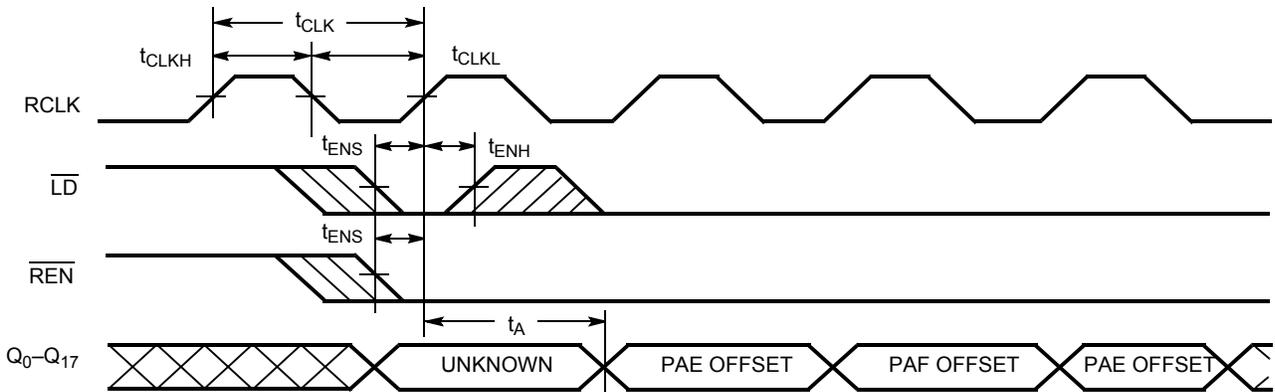 tCLK
tCLKH
tCLKL
RCLK
tENS
tENH
LD
tENS
REN
tA
Q0–Q17
UNKNOWN
PAE OFFSET
PAF OFFSET
PAE OFFSET